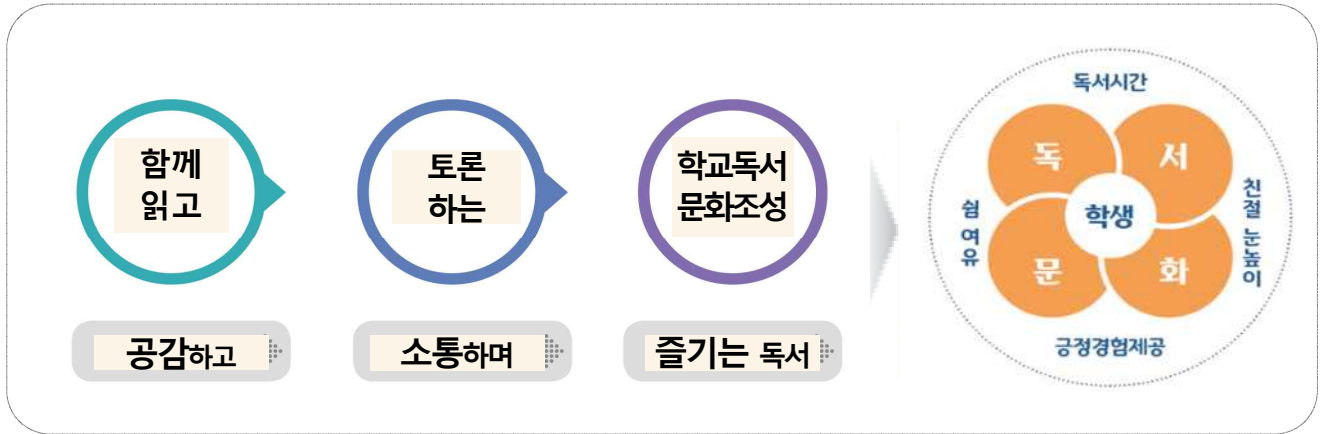 함께
읽고
토론
하는
학교독서
문화조성
공감하고
소통하며
즐기는 독서
독서시간
독 서
친절 눈높이
쉼 여유
학생
문 화
긍정경험제공